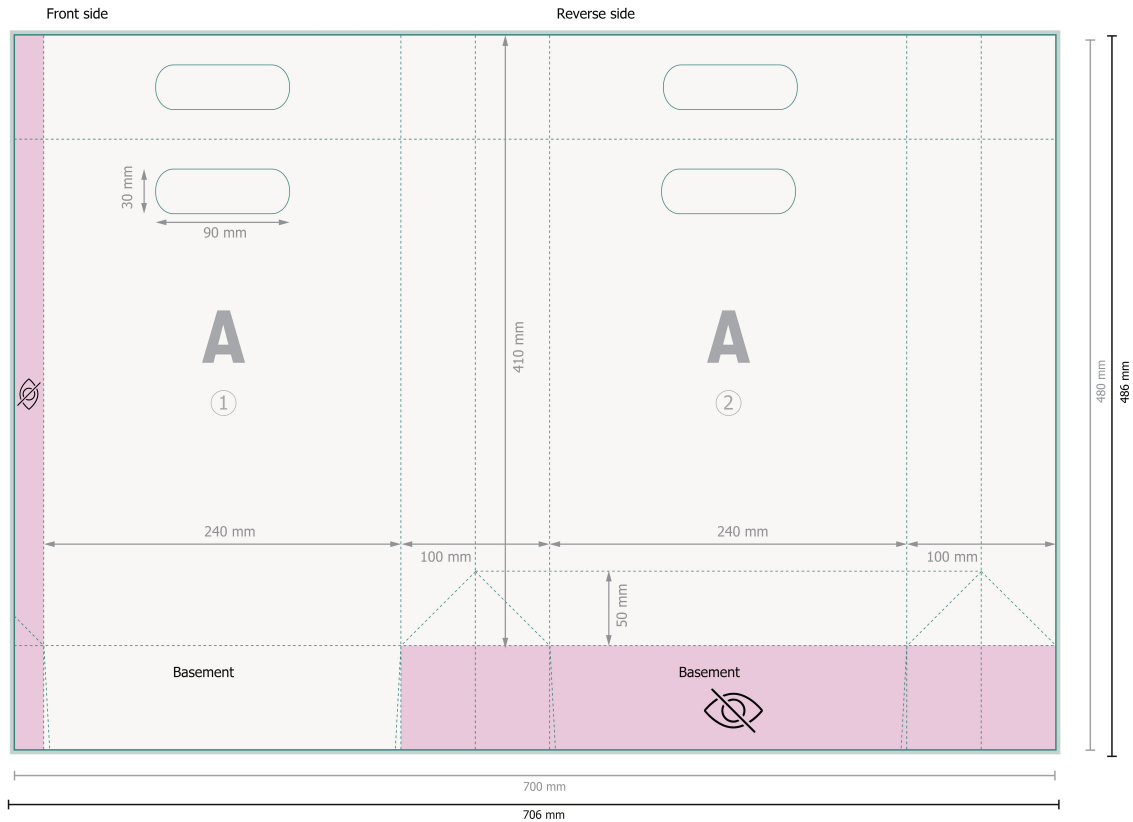 Front side
Reverse side
30 mm
90 mm
A
A
410 mm
1
2
480 mm
486 mm
240 mm
240 mm
100 mm
100 mm
50 mm
Basement
Basement
700 mm
706 mm